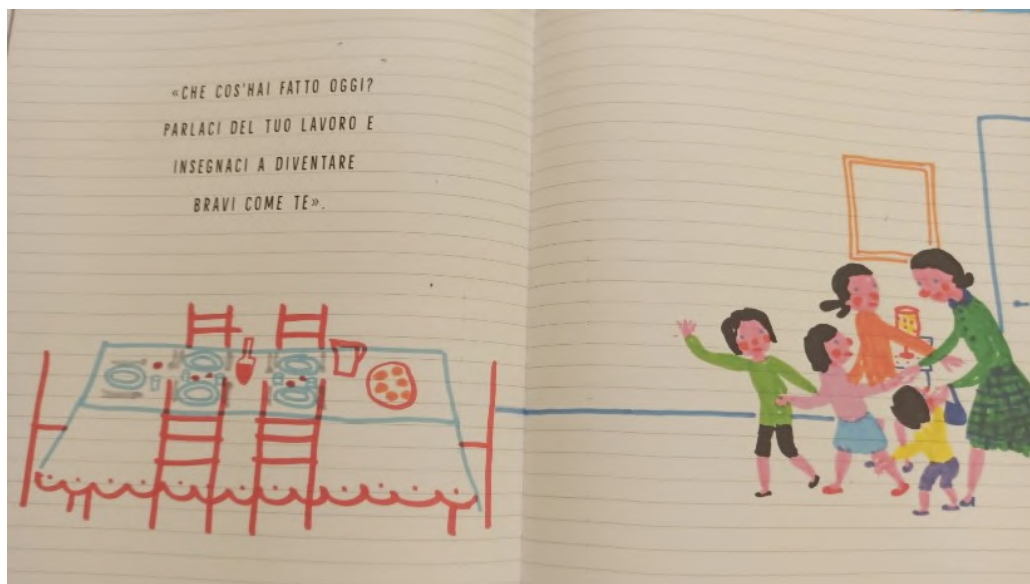 «CHE COS'HAI FATTO OGGI?
PARLACI DEL TUO LAVORO E
INSEGNACI A DIVENTARE
BRAVI COME TE».